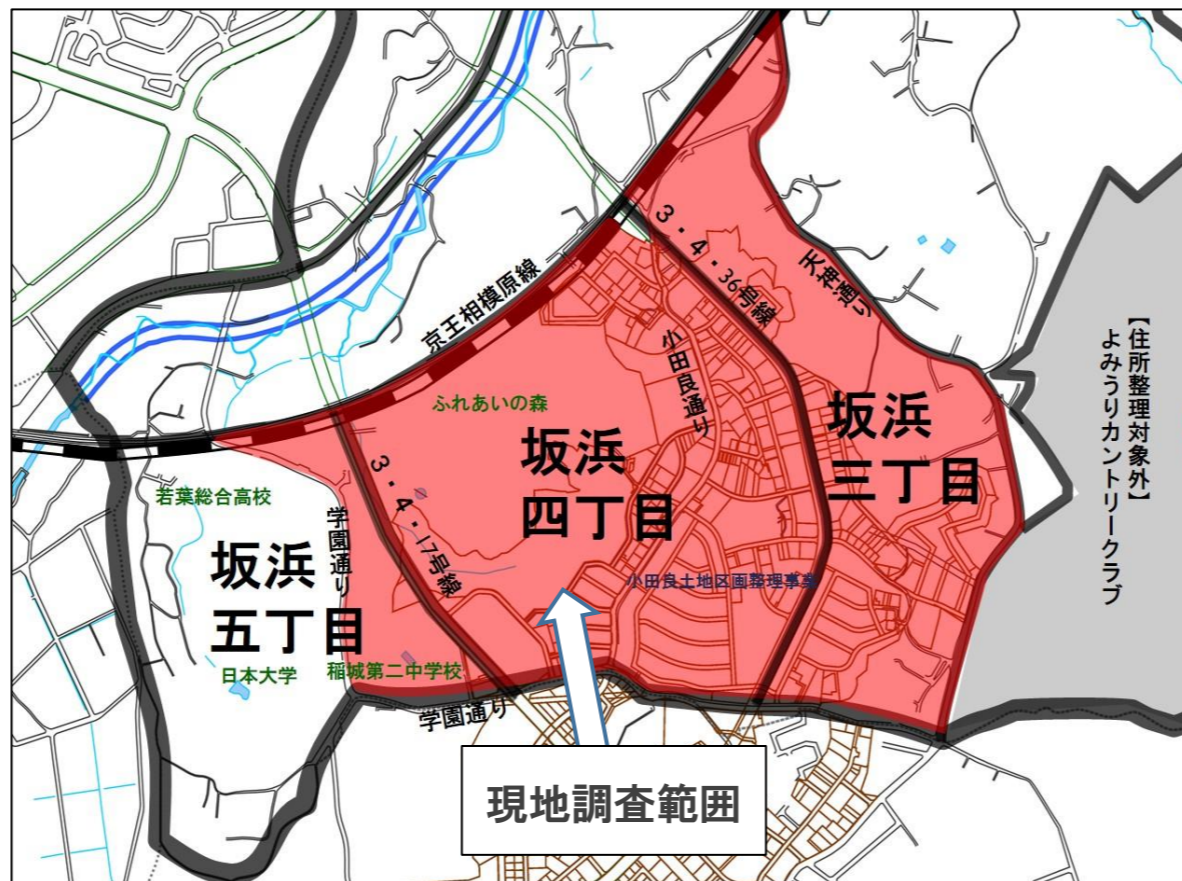 京王相模原線
3・4・36号線
天神通り
小田良通り
ふれあいの森
坂浜
四丁目
坂浜
三丁目
【住所整理対象外】
よみうりカントリークラブ
若葉総合高校
学園通り
3・4・17号線
坂浜
五丁目
小田良土地区画整理事業
日本大学
稲城第二中学校
学園通り
現地調査範囲